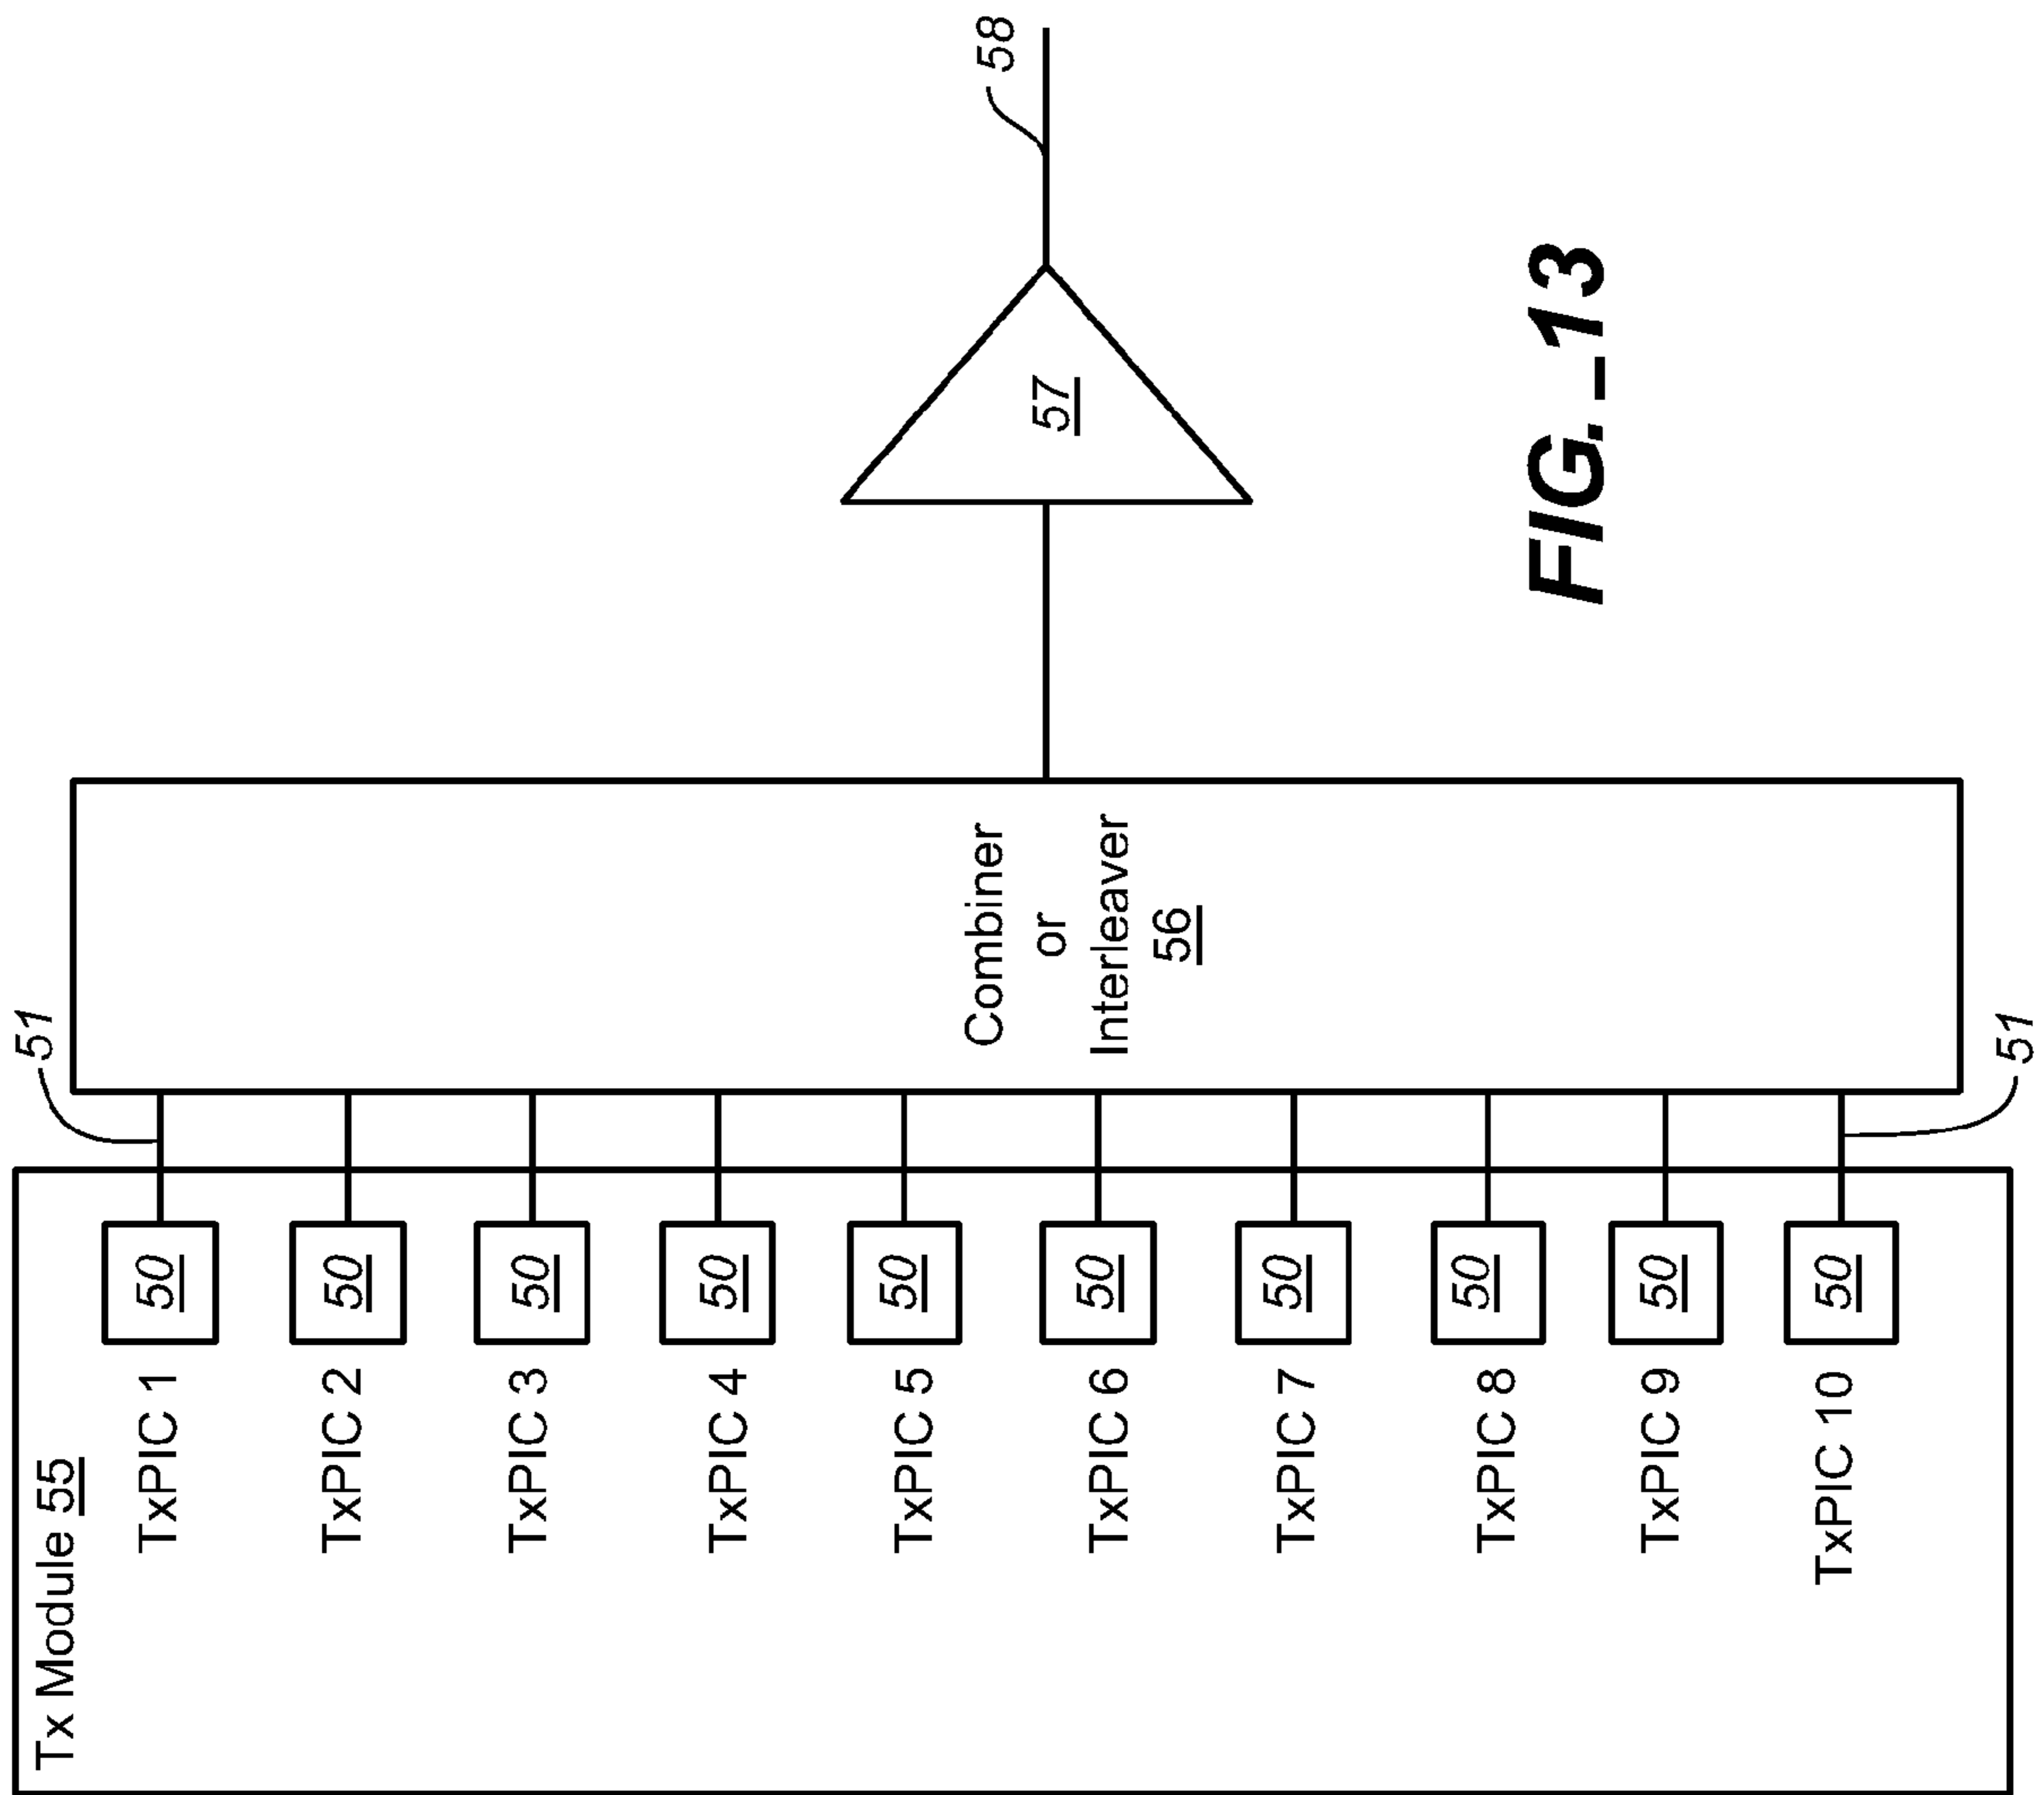 Tx Module 55
TxPIC 1
50
TxPIC 2
50
TxPIC 3
50
TxPIC 4
50
TxPIC 5
50
TxPIC 6
50
TxPIC 7
50
TxPIC 8
50
TxPIC 9
50
TxPIC 10
50
51
51
Combiner
or
Interleaver
56
57
58
FIG._13